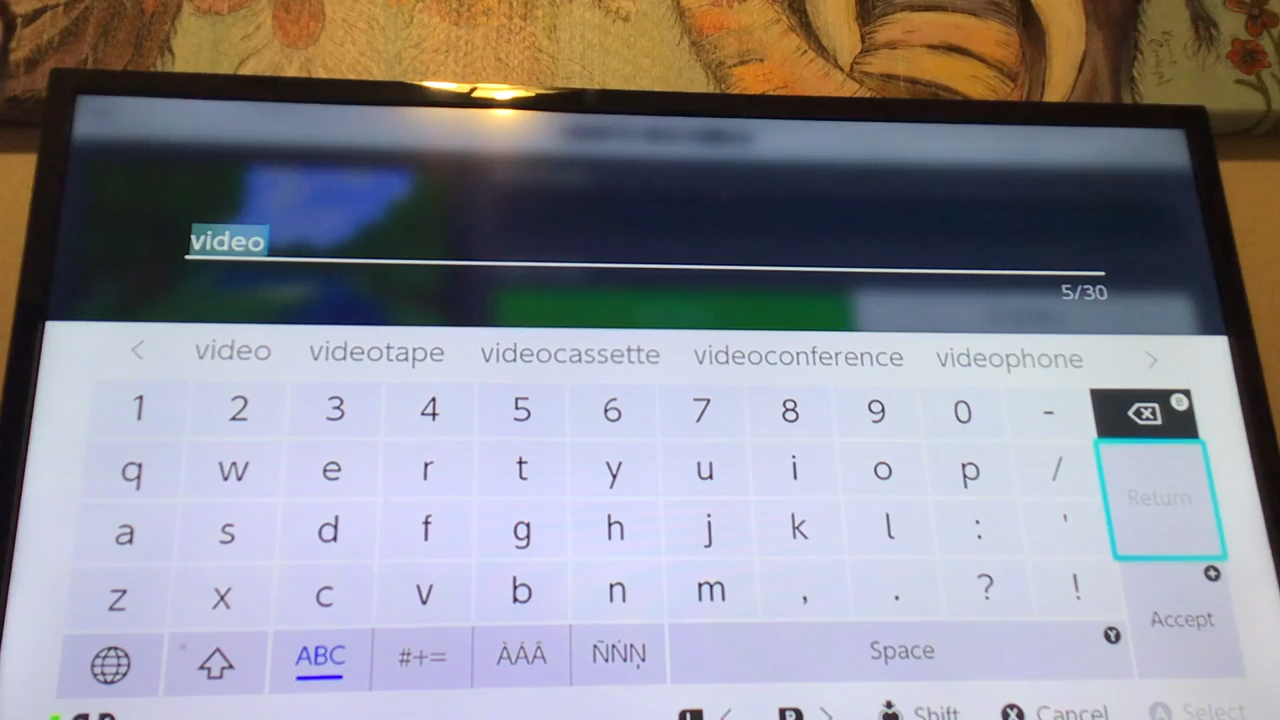 video
5/30
< video videotape videocassette videoconference videophone >
1 2 3 4 5 6 7 8 9 0 - B
q w e r t y u i o p /
Return
a s d f g h j k l : '
z x c v b n m , . ? ! +
Accept
ABC #+= ÀÁÂ ÑŃŅ Space Y
L < R > Shift X Cancel A Select